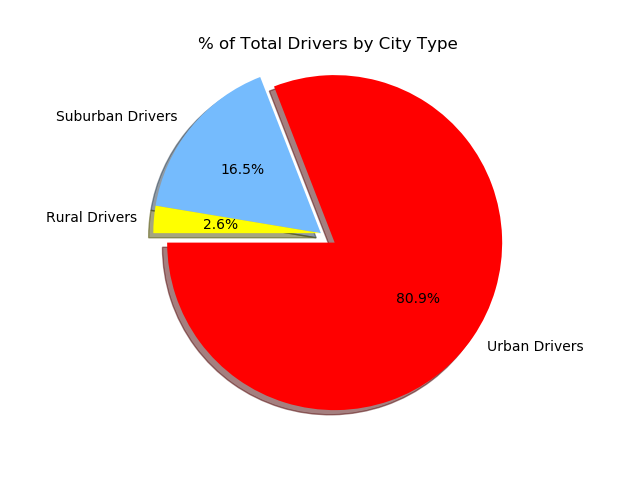 % of Total Drivers by City Type
Suburban Drivers
16.5%
Rural Drivers
2.6%
80.9%
Urban Drivers